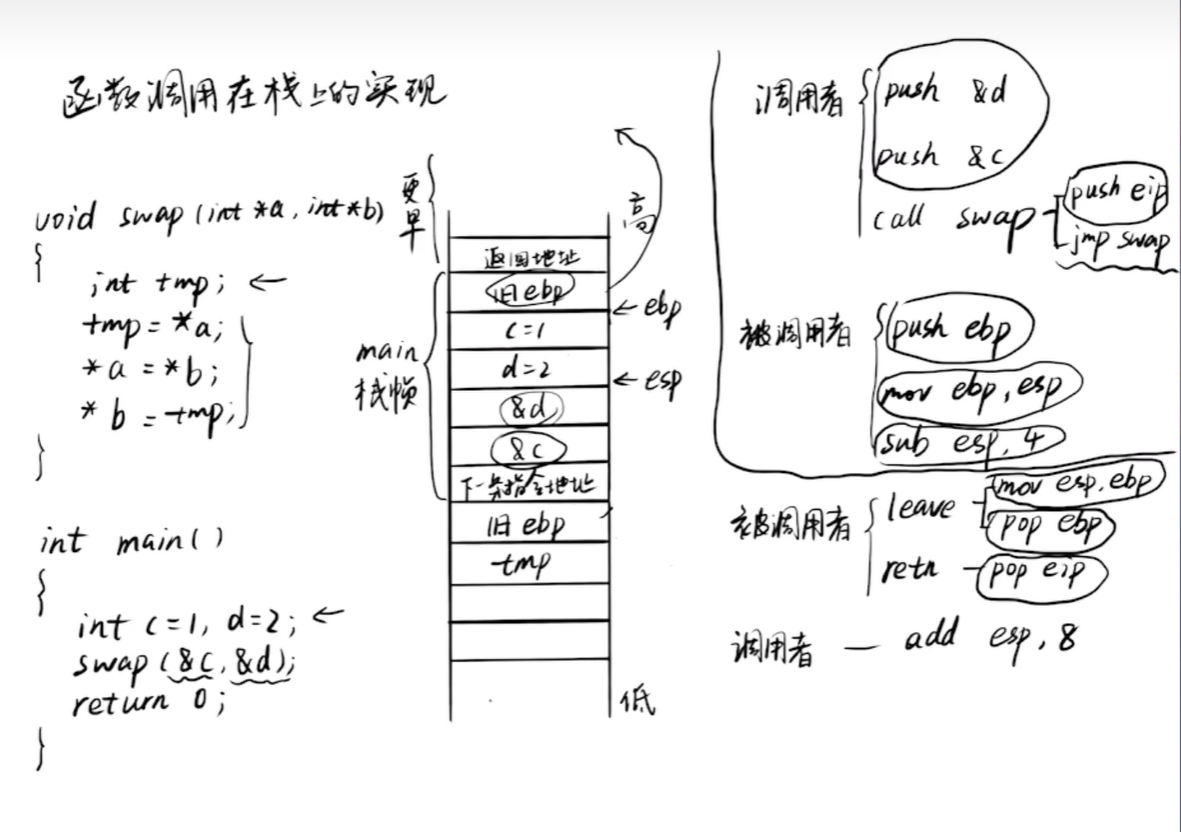 函数调用在栈上的实现
void swap (int *a, int *b)
{
int tmp; ←
tmp = *a;
*a = *b;
*b = tmp;
}
int main()
{
int c=1, d=2; ←
swap (&c, &d);
return 0;
}
更早
main栈帧
高
返回地址
旧ebp
← ebp
c=1
d=2
← esp
&d
&c
下一条指令地址
旧ebp
tmp
低
调用者
push &d
push &c
call swap
push eip
jmp swap
被调用者
push ebp
mov ebp, esp
sub esp, 4
被调用者
leave
mov esp, ebp
pop ebp
retn
pop eip
调用者 — add esp, 8